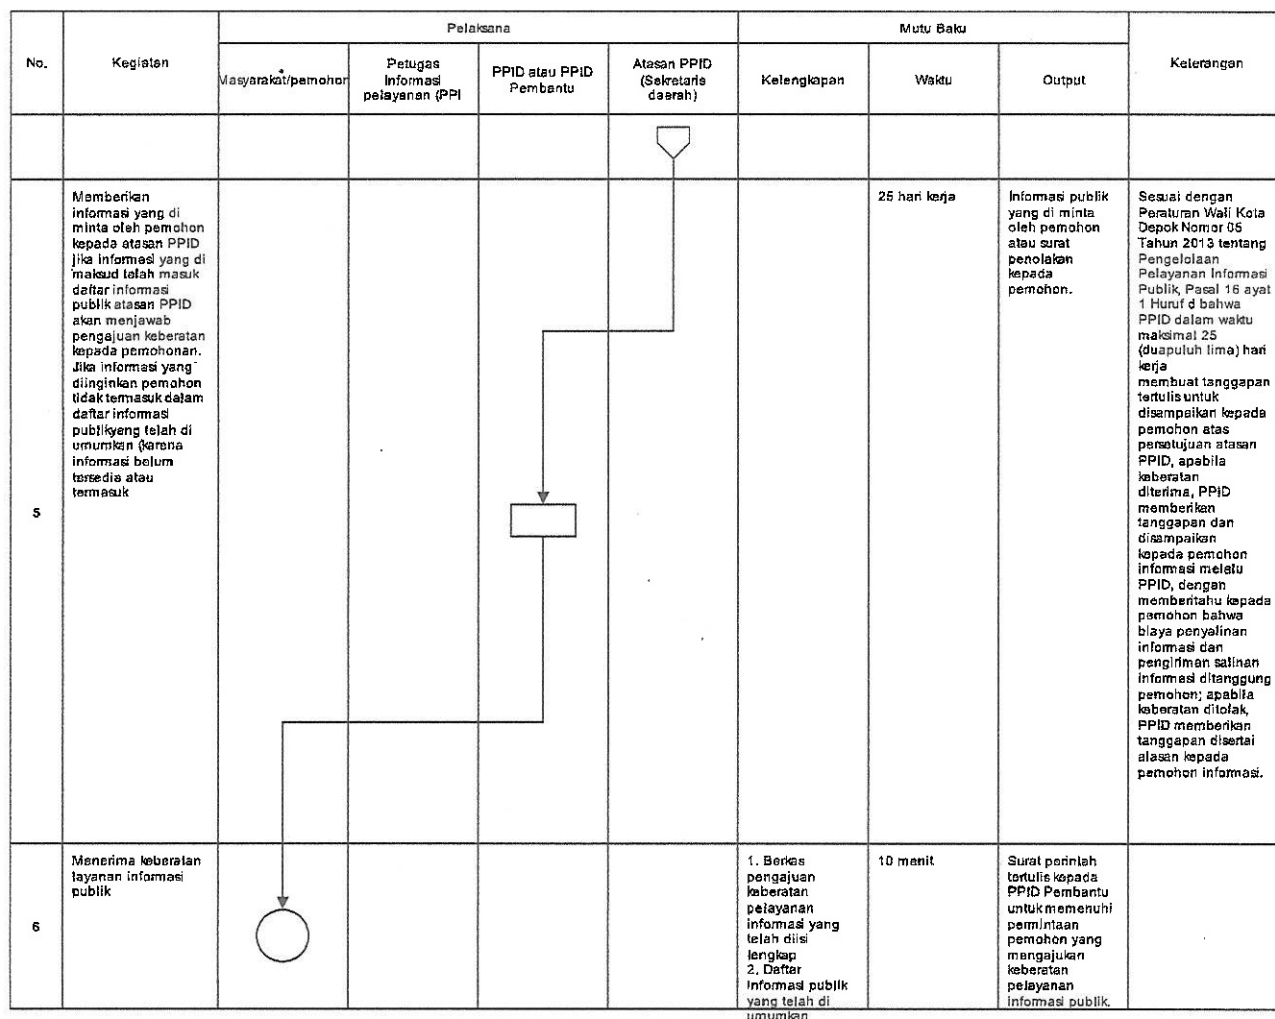 No.
Kegiatan
Pelaksana
Mutu Baku
Keterangan
Masyarakat/pemohon
Petugas
Informasi
pelayanan (PPI
PPID atau PPID
Pembantu
Atasan PPID
(Sekretaris
daerah)
Kelengkapan
Waktu
Output
5
Memberikan
informasi yang di
minta oleh pemohon
kepada atasan PPID
jika informasi yang di
maksud telah masuk
daftar informasi
publik atasan PPID
akan menjawab
pengajuan keberatan
kepada pemohonan.
Jika informasi yang
diinginkan pemohon
tidak termasuk dalam
daftar informasi
publikyang telah di
umumkan (karena
informasi belum
tersedia atau
termasuk
25 hari kerja
Informasi publik
yang di minta
oleh pemohon
atau surat
penolakan
kepada
pemohon.
Sesuai dengan
Peraturan Wali Kota
Depok Nomor 05
Tahun 2013 tentang
Pengelolaan
Pelayanan Informasi
Publik, Pasal 16 ayat
1 Huruf d bahwa
PPID dalam waktu
maksimal 25
(duapuluh lima) hari
kerja
membuat tanggapan
tertulis untuk
disampaikan kepada
pemohon atas
persetujuan atasan
PPID, apabila
keberatan
diterima, PPID
memberikan
tanggapan dan
disampaikan
kepada pemohon
informasi melalu
PPID, dengan
memberitahu kepada
pemohon bahwa
biaya penyalinan
informasi dan
pengiriman salinan
informasi ditanggung
pemohon; apabila
keberatan ditolak,
PPID memberikan
tanggapan disertai
alasan kepada
pemohon informasi.
6
Menerima keberatan
layanan informasi
publik
1. Berkas
pengajuan
keberatan
pelayanan
informasi yang
telah diisi
lengkap
2. Daftar
Informasi publik
yang telah di
umumkan
10 menit
Surat perintah
tertulis kepada
PPID Pembantu
untuk memenuhi
permintaan
pemohon yang
mengajukan
keberatan
pelayanan
informasi publik.